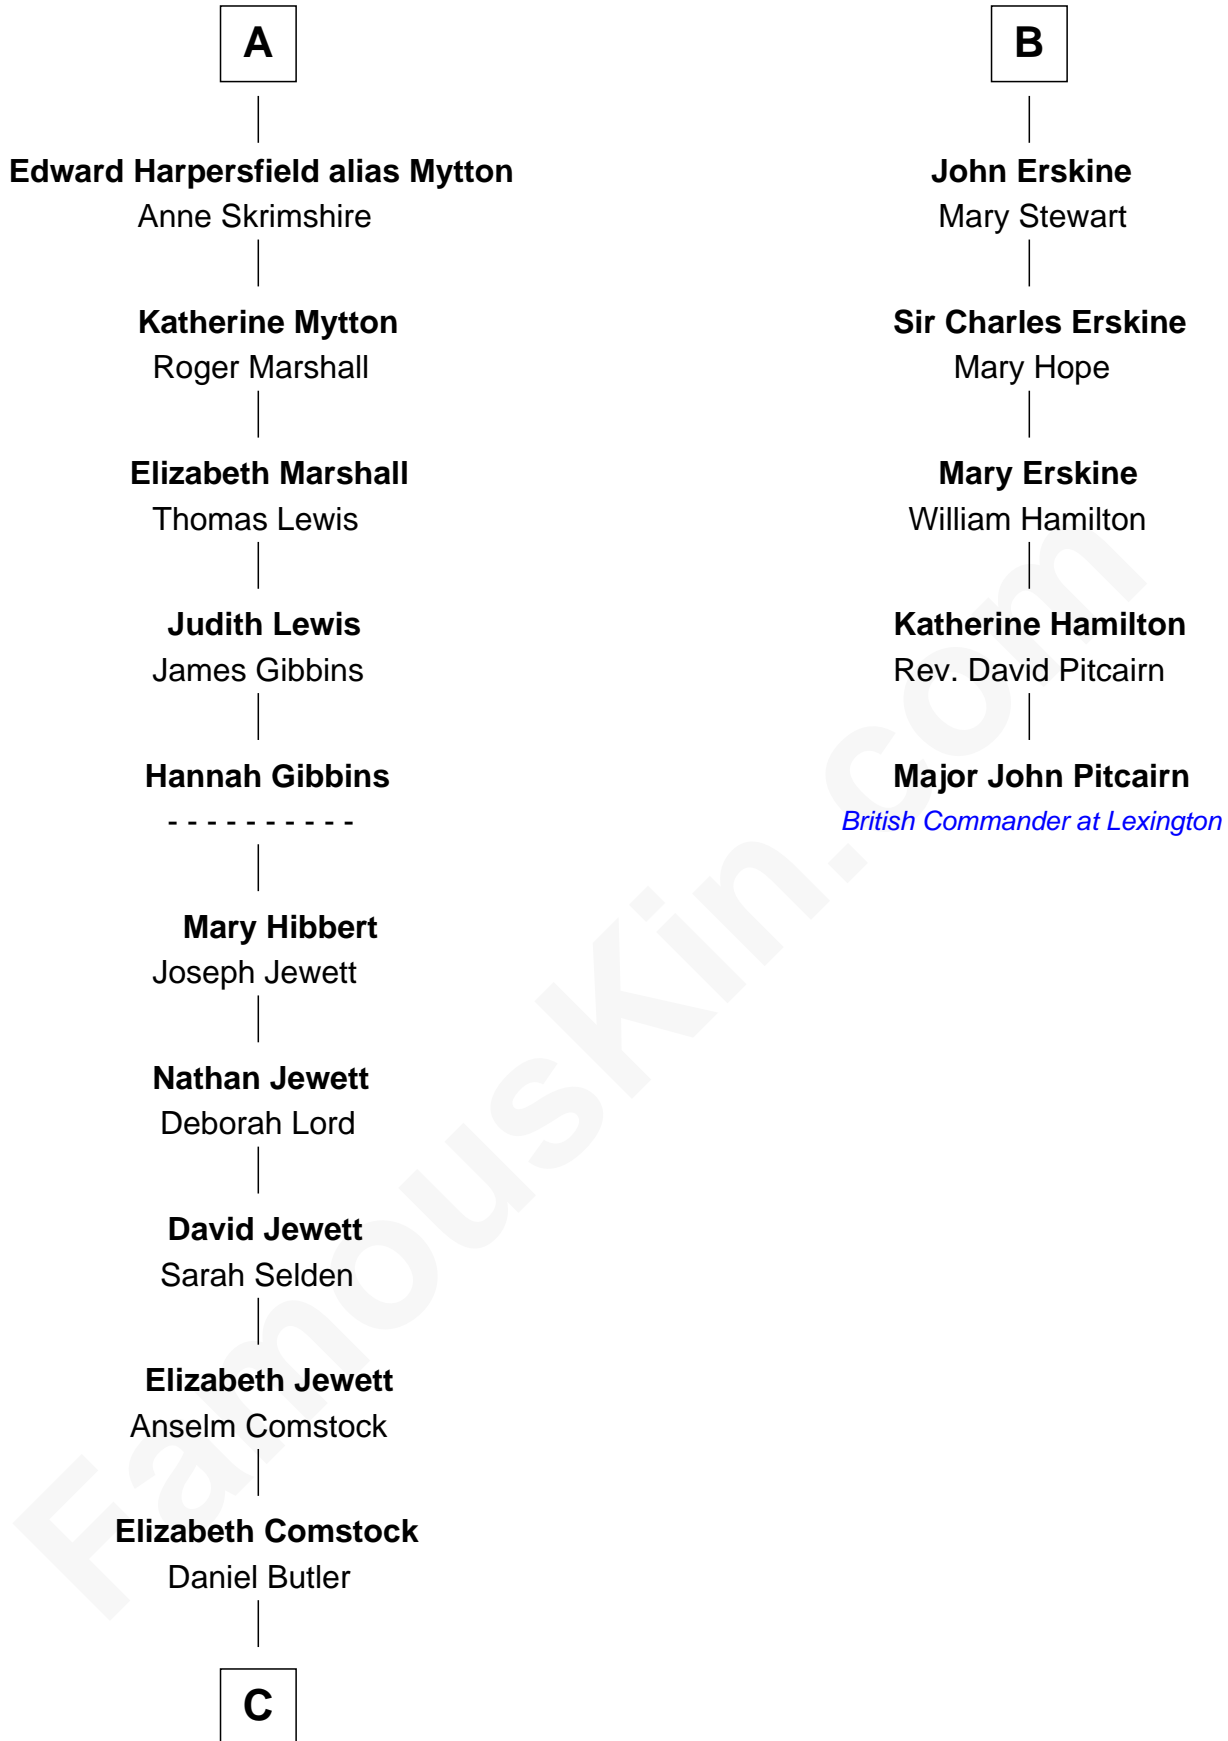 A
Edward Harpersfield alias Mytton
Anne Skrimshire
Katherine Mytton
Roger Marshall
Elizabeth Marshall
Thomas Lewis
Judith Lewis
James Gibbins
Hannah Gibbins
- - - - - - - - - -
Mary Hibbert
Joseph Jewett
Nathan Jewett
Deborah Lord
David Jewett
Sarah Selden
Elizabeth Jewett
Anselm Comstock
Elizabeth Comstock
Daniel Butler
C
B
John Erskine
Mary Stewart
Sir Charles Erskine
Mary Hope
Mary Erskine
William Hamilton
Katherine Hamilton
Rev. David Pitcairn
Major John Pitcairn
British Commander at Lexington
FamousKin.com